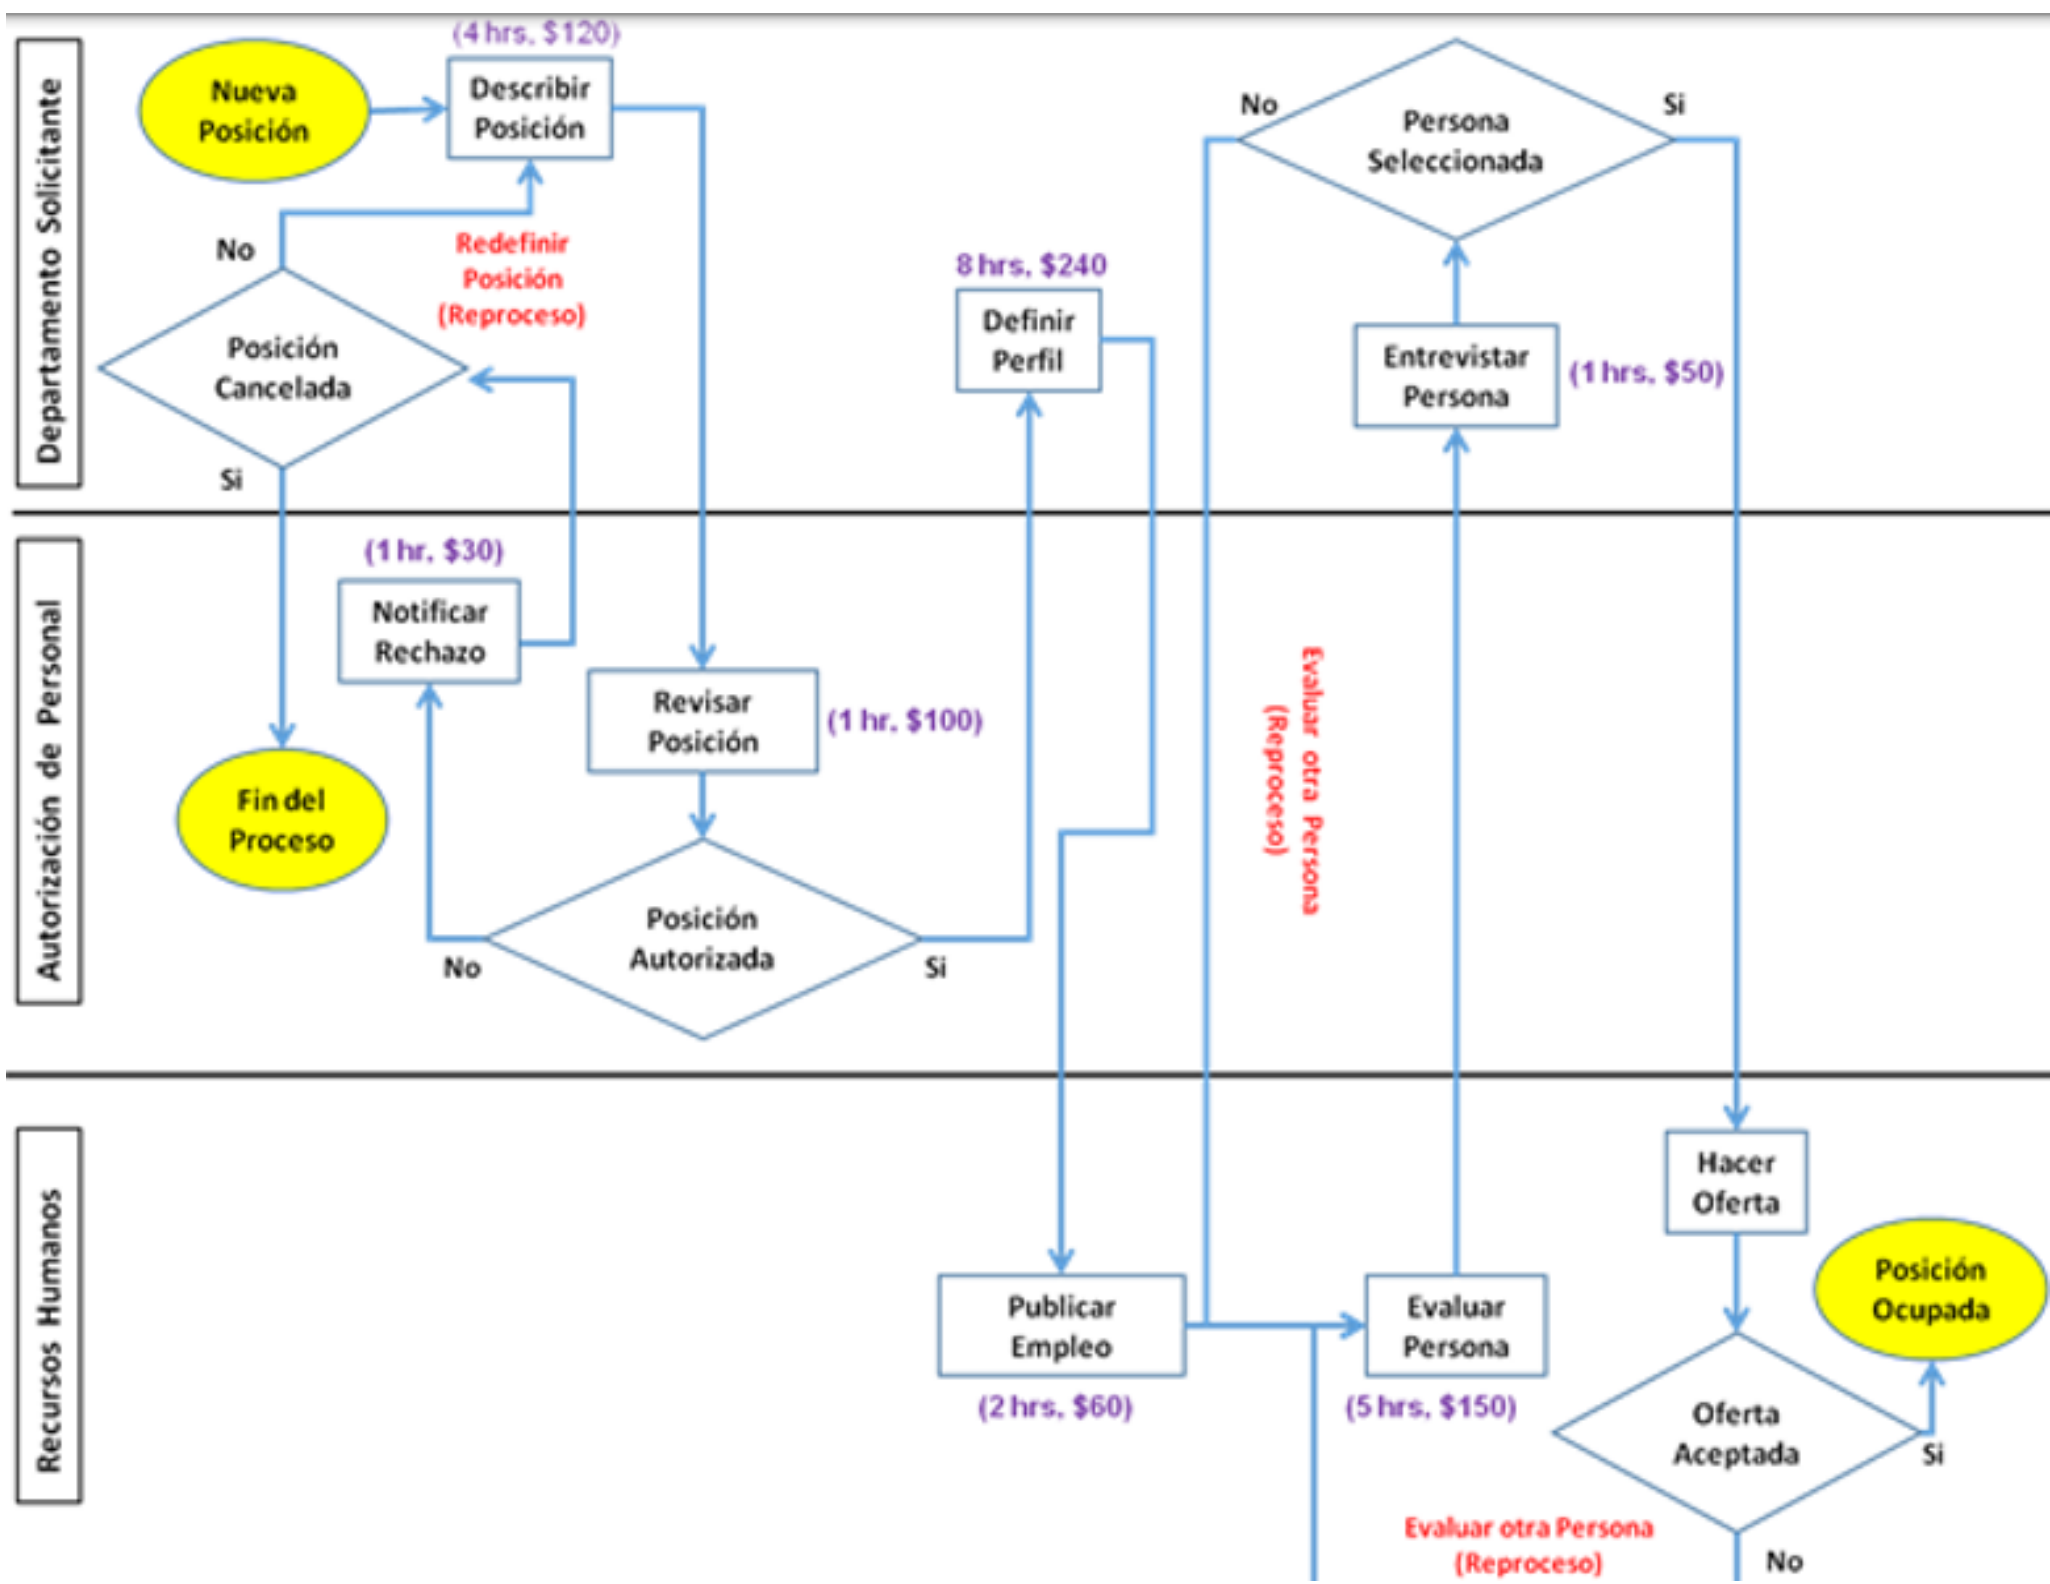 Departamento Solicitante
Nueva
Posición
(4 hrs, $120)
Describir
Posición
No
Redefinir
Posición
(Reproceso)
Posición
Cancelada
Si
8 hrs, $240
Definir
Perfil
No
Persona
Seleccionada
Si
Entrevistar
Persona
(1 hrs, $50)
Autorización de Personal
(1 hr, $30)
Notificar
Rechazo
Revisar
Posición
(1 hr, $100)
Fin del
Proceso
Posición
Autorizada
No
Si
Evaluar otra Persona
(Reproceso)
Recursos Humanos
Publicar
Empleo
(2 hrs, $60)
Evaluar
Persona
(5 hrs, $150)
Hacer
Oferta
Posición
Ocupada
Oferta
Aceptada
Si
Evaluar otra Persona
(Reproceso)
No